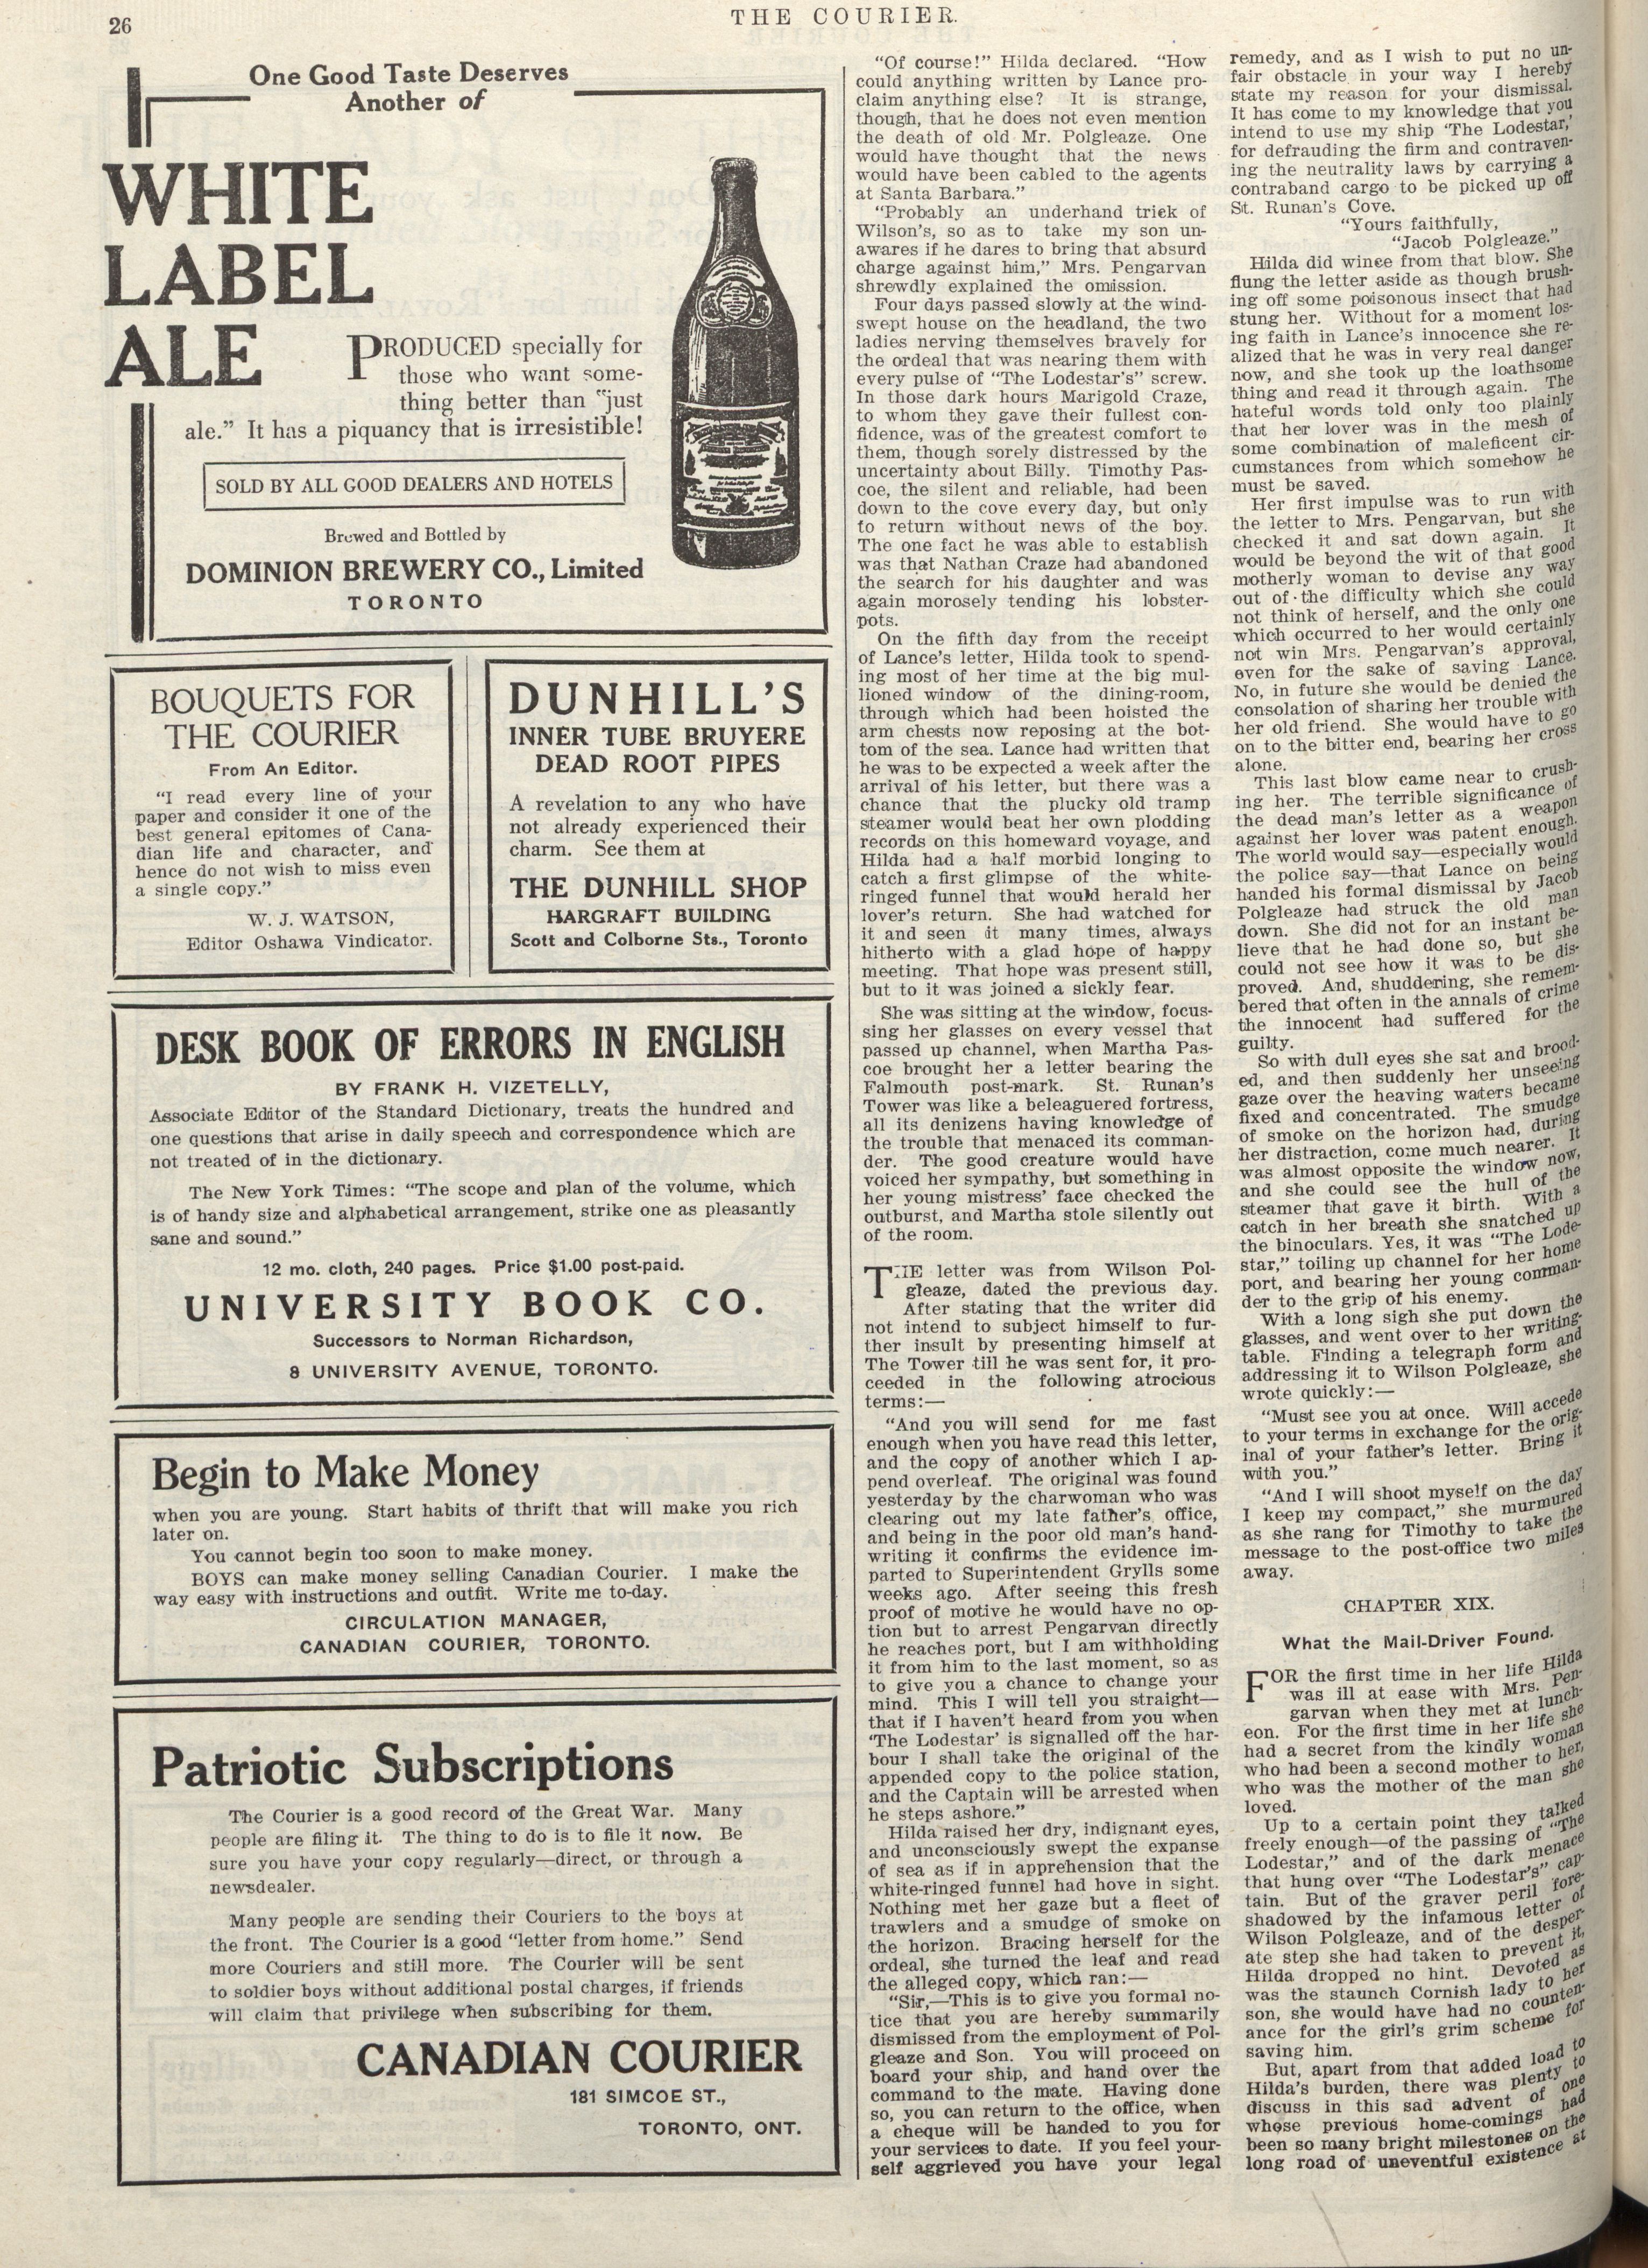 26
THE COURIER.
One Good Taste Deserves
Another of
WHITE
LABEL
ALE
PRODUCED specially for
those who want some-
thing better than "just
ale." It has a piquancy that is irresistible!
SOLD BY ALL GOOD DEALERS AND HOTELS
Brewed and Bottled by
DOMINION BREWERY CO., Limited
TORONTO
BOUQUETS FOR
THE COURIER
From An Editor.
"I read every line of your
paper and consider it one of the
best general epitomes of Cana-
dian life and character, and
hence do not wish to miss even
a single copy."
W. J. WATSON,
Editor Oshawa Vindicator.
DUNHILL'S
INNER TUBE BRUYERE
DEAD ROOT PIPES
A revelation to any who have
not already experienced their
charm. See them at
THE DUNHILL SHOP
HARGRAFT BUILDING
Scott and Colborne Sts., Toronto
DESK BOOK OF ERRORS IN ENGLISH
BY FRANK H. VIZETELLY,
Associate Editor of the Standard Dictionary, treats the hundred and
one questions that arise in daily speech and correspondence which are
not treated of in the dictionary.
The New York Times: "The scope and plan of the volume, which
is of handy size and alphabetical arrangement, strike one as pleasantly
sane and sound."
12 mo. cloth, 240 pages. Price $1.00 post-paid.
UNIVERSITY BOOK CO.
Successors to Norman Richardson,
8 UNIVERSITY AVENUE, TORONTO.
Begin to Make Money
when you are young. Start habits of thrift that will make you rich
later on.
You cannot begin too soon to make money.
BOYS can make money selling Canadian Courier. I make the
way easy with instructions and outfit. Write me to-day.
CIRCULATION MANAGER,
CANADIAN COURIER, TORONTO.
Patriotic Subscriptions
The Courier is a good record of the Great War. Many
people are filing it. The thing to do is to file it now. Be
sure you have your copy regularly—direct, or through a
newsdealer.
Many people are sending their Couriers to the boys at
the front. The Courier is a good "letter from home." Send
more Couriers and still more. The Courier will be sent
to soldier boys without additional postal charges, if friends
will claim that privilege when subscribing for them.
CANADIAN COURIER
181 SIMCOE ST.,
TORONTO, ONT.
"Of course!" Hilda declared. "How
could anything written by Lance pro-
claim anything else? It is strange,
though, that he does not even mention
the death of old Mr. Polgleaze. One
would have thought that the news
would have been cabled to the agents
at Santa Barbara."
"Probably an underhand trick of
Wilson's, so as to take my son un-
awares if he dares to bring that absurd
charge against him," Mrs. Pengarvan
shrewdly explained the omission.
Four days passed slowly at the wind-
swept house on the headland, the two
ladies nerving themselves bravely for
the ordeal that was nearing them with
every pulse of "The Lodestar's" screw.
In those dark hours Marigold Craze,
to whom they gave their fullest con-
fidence, was of the greatest comfort to
them, though sorely distressed by the
uncertainty about Billy. Timothy Pas-
coe, the silent and reliable, had been
down to the cove every day, but only
to return without news of the boy.
The one fact he was able to establish
was that Nathan Craze had abandoned
the search for his daughter and was
again morosely tending his lobster-
pots.
On the fifth day from the receipt
of Lance's letter, Hilda took to spend-
ing most of her time at the big mul-
lioned window of the dining-room,
through which had been hoisted the
arm chests now reposing at the bot-
tom of the sea. Lance had written that
he was to be expected a week after the
arrival of his letter, but there was a
chance that the plucky old tramp
steamer would beat her own plodding
records on this homeward voyage, and
Hilda had a half morbid longing to
catch a first glimpse of the white-
ringed funnel that would herald her
lover's return. She had watched for
it and seen it many times, always
hitherto with a glad hope of happy
meeting. That hope was present still,
but to it was joined a sickly fear.
She was sitting at the window, focus-
sing her glasses on every vessel that
passed up channel, when Martha Pas-
coe brought her a letter bearing the
Falmouth post-mark. St. Runan's
Tower was like a beleaguered fortress,
all its denizens having knowledge of
the trouble that menaced its comman-
der. The good creature would have
voiced her sympathy, but something in
her young mistress' face checked the
outburst, and Martha stole silently out
of the room.
THE letter was from Wilson Pol-
gleaze, dated the previous day.
After stating that the writer did
not intend to subject himself to fur-
ther insult by presenting himself at
The Tower till he was sent for, it pro-
ceeded in the following atrocious
terms:—
"And you will send for me fast
enough when you have read this letter,
and the copy of another which I ap-
pend overleaf. The original was found
yesterday by the charwoman who was
clearing out my late father's office,
and being in the poor old man's hand-
writing it confirms the evidence im-
parted to Superintendent Grylls some
weeks ago. After seeing this fresh
proof of motive he would have no op-
tion but to arrest Pengarvan directly
he reaches port, but I am withholding
it from him to the last moment, so as
to give you a chance to change your
mind. This I will tell you straight—
that if I haven't heard from you when
'The Lodestar' is signalled off the har-
bour I shall take the original of the
appended copy to the police station,
and the Captain will be arrested when
he steps ashore."
Hilda raised her dry, indignant eyes,
and unconsciously swept the expanse
of sea as if in apprehension that the
white-ringed funnel had hove in sight.
Nothing met her gaze but a fleet of
trawlers and a smudge of smoke on
the horizon. Bracing herself for the
ordeal, she turned the leaf and read
the alleged copy, which ran:—
"Sir,—This is to give you formal no-
tice that you are hereby summarily
dismissed from the employment of Pol-
gleaze and Son. You will proceed on
board your ship, and hand over the
command to the mate. Having done
so, you can return to the office, when
a cheque will be handed to you for
your services to date. If you feel your-
self aggrieved you have your legal
remedy, and as I wish to put no un-
fair obstacle in your way I hereby
state my reason for your dismissal.
It has come to my knowledge that you
intend to use my ship 'The Lodestar,'
for defrauding the firm and contraven-
ing the neutrality laws by carrying a
contraband cargo to be picked up off
St. Runan's Cove.
"Yours faithfully,
"Jacob Polgleaze."
Hilda did wince from that blow. She
flung the letter aside as though brush-
ing off some poisonous insect that had
stung her. Without for a moment los-
ing faith in Lance's innocence she re-
alized that he was in very real danger
now, and she took up the loathsome
thing and read it through again. The
hateful words told only too plainly
that her lover was in the mesh of
some combination of maleficent cir-
cumstances from which somehow he
must be saved.
Her first impulse was to run with
the letter to Mrs. Pengarvan, but she
checked it and sat down again. It
would be beyond the wit of that good
motherly woman to devise any way
out of the difficulty which she could
not think of herself, and the only one
which occurred to her would certainly
not win Mrs. Pengarvan's approval,
even for the sake of saving Lance.
No, in future she would be denied the
consolation of sharing her trouble with
her old friend. She would have to go
on to the bitter end, bearing her cross
alone.
This last blow came near to crush-
ing her. The terrible significance of
the dead man's letter as a weapon
against her lover was patent enough.
The world would say—especially would
the police say—that Lance on being
handed his formal dismissal by Jacob
Polgleaze had struck the old man
down. She did not for an instant be-
lieve that he had done so, but she
could not see how it was to be dis-
proved. And, shuddering, she remem-
bered that often in the annals of crime
the innocent had suffered for the
guilty.
So with dull eyes she sat and brood-
ed, and then suddenly her unseeing
gaze over the heaving waters became
fixed and concentrated. The smudge
of smoke on the horizon had, during
her distraction, come much nearer. It
was almost opposite the window now,
and she could see the hull of the
steamer that gave it birth. With a
catch in her breath she snatched up
the binoculars. Yes, it was "The Lode-
star," toiling up channel for her home
port, and bearing her young comman-
der to the grip of his enemy.
With a long sigh she put down the
glasses, and went over to her writing-
table. Finding a telegraph form and
addressing it to Wilson Polgleaze, she
wrote quickly:—
"Must see you at once. Will accede
to your terms in exchange for the orig-
inal of your father's letter. Bring it
with you."
"And I will shoot myself on the day
I keep my compact," she murmured
as she rang for Timothy to take the
message to the post-office two miles
away.
CHAPTER XIX.
What the Mail-Driver Found.
FOR the first time in her life Hilda
was ill at ease with Mrs. Pen-
garvan when they met at lunch-
eon. For the first time in her life she
had a secret from the kindly woman
who had been a second mother to her,
who was the mother of the man she
loved.
Up to a certain point they talked
freely enough—of the passing of "The
Lodestar," and of the dark menace
that hung over "The Lodestar's" cap-
tain. But of the graver peril fore-
shadowed by the infamous letter of
Wilson Polgleaze, and of the desper-
ate step she had taken to prevent it,
Hilda dropped no hint. Devoted as
was the staunch Cornish lady to her
son, she would have had no counten-
ance for the girl's grim scheme for
saving him.
But, apart from that added load to
Hilda's burden, there was plenty to
discuss in this sad advent of one
whose previous home-comings had
been so many bright milestones on the
long road of uneventful existence at